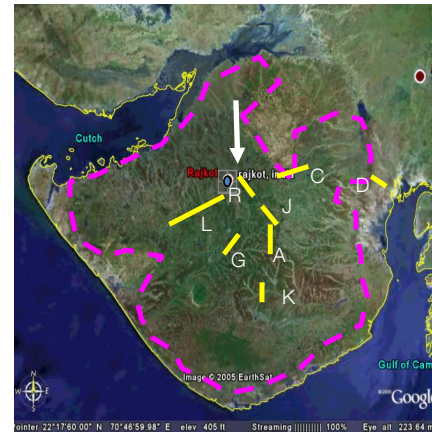 Cutch
Rajkot
rajkot, in
R
C
D
L
J
G
A
K
Gulf of Cam
Image © 2005 EarthSat
N
Google
Pointer 22°17'60.00" N 70°46'59.98" E elev 405 ft Streaming |||||||||| 100% Eye alt 223.64 m